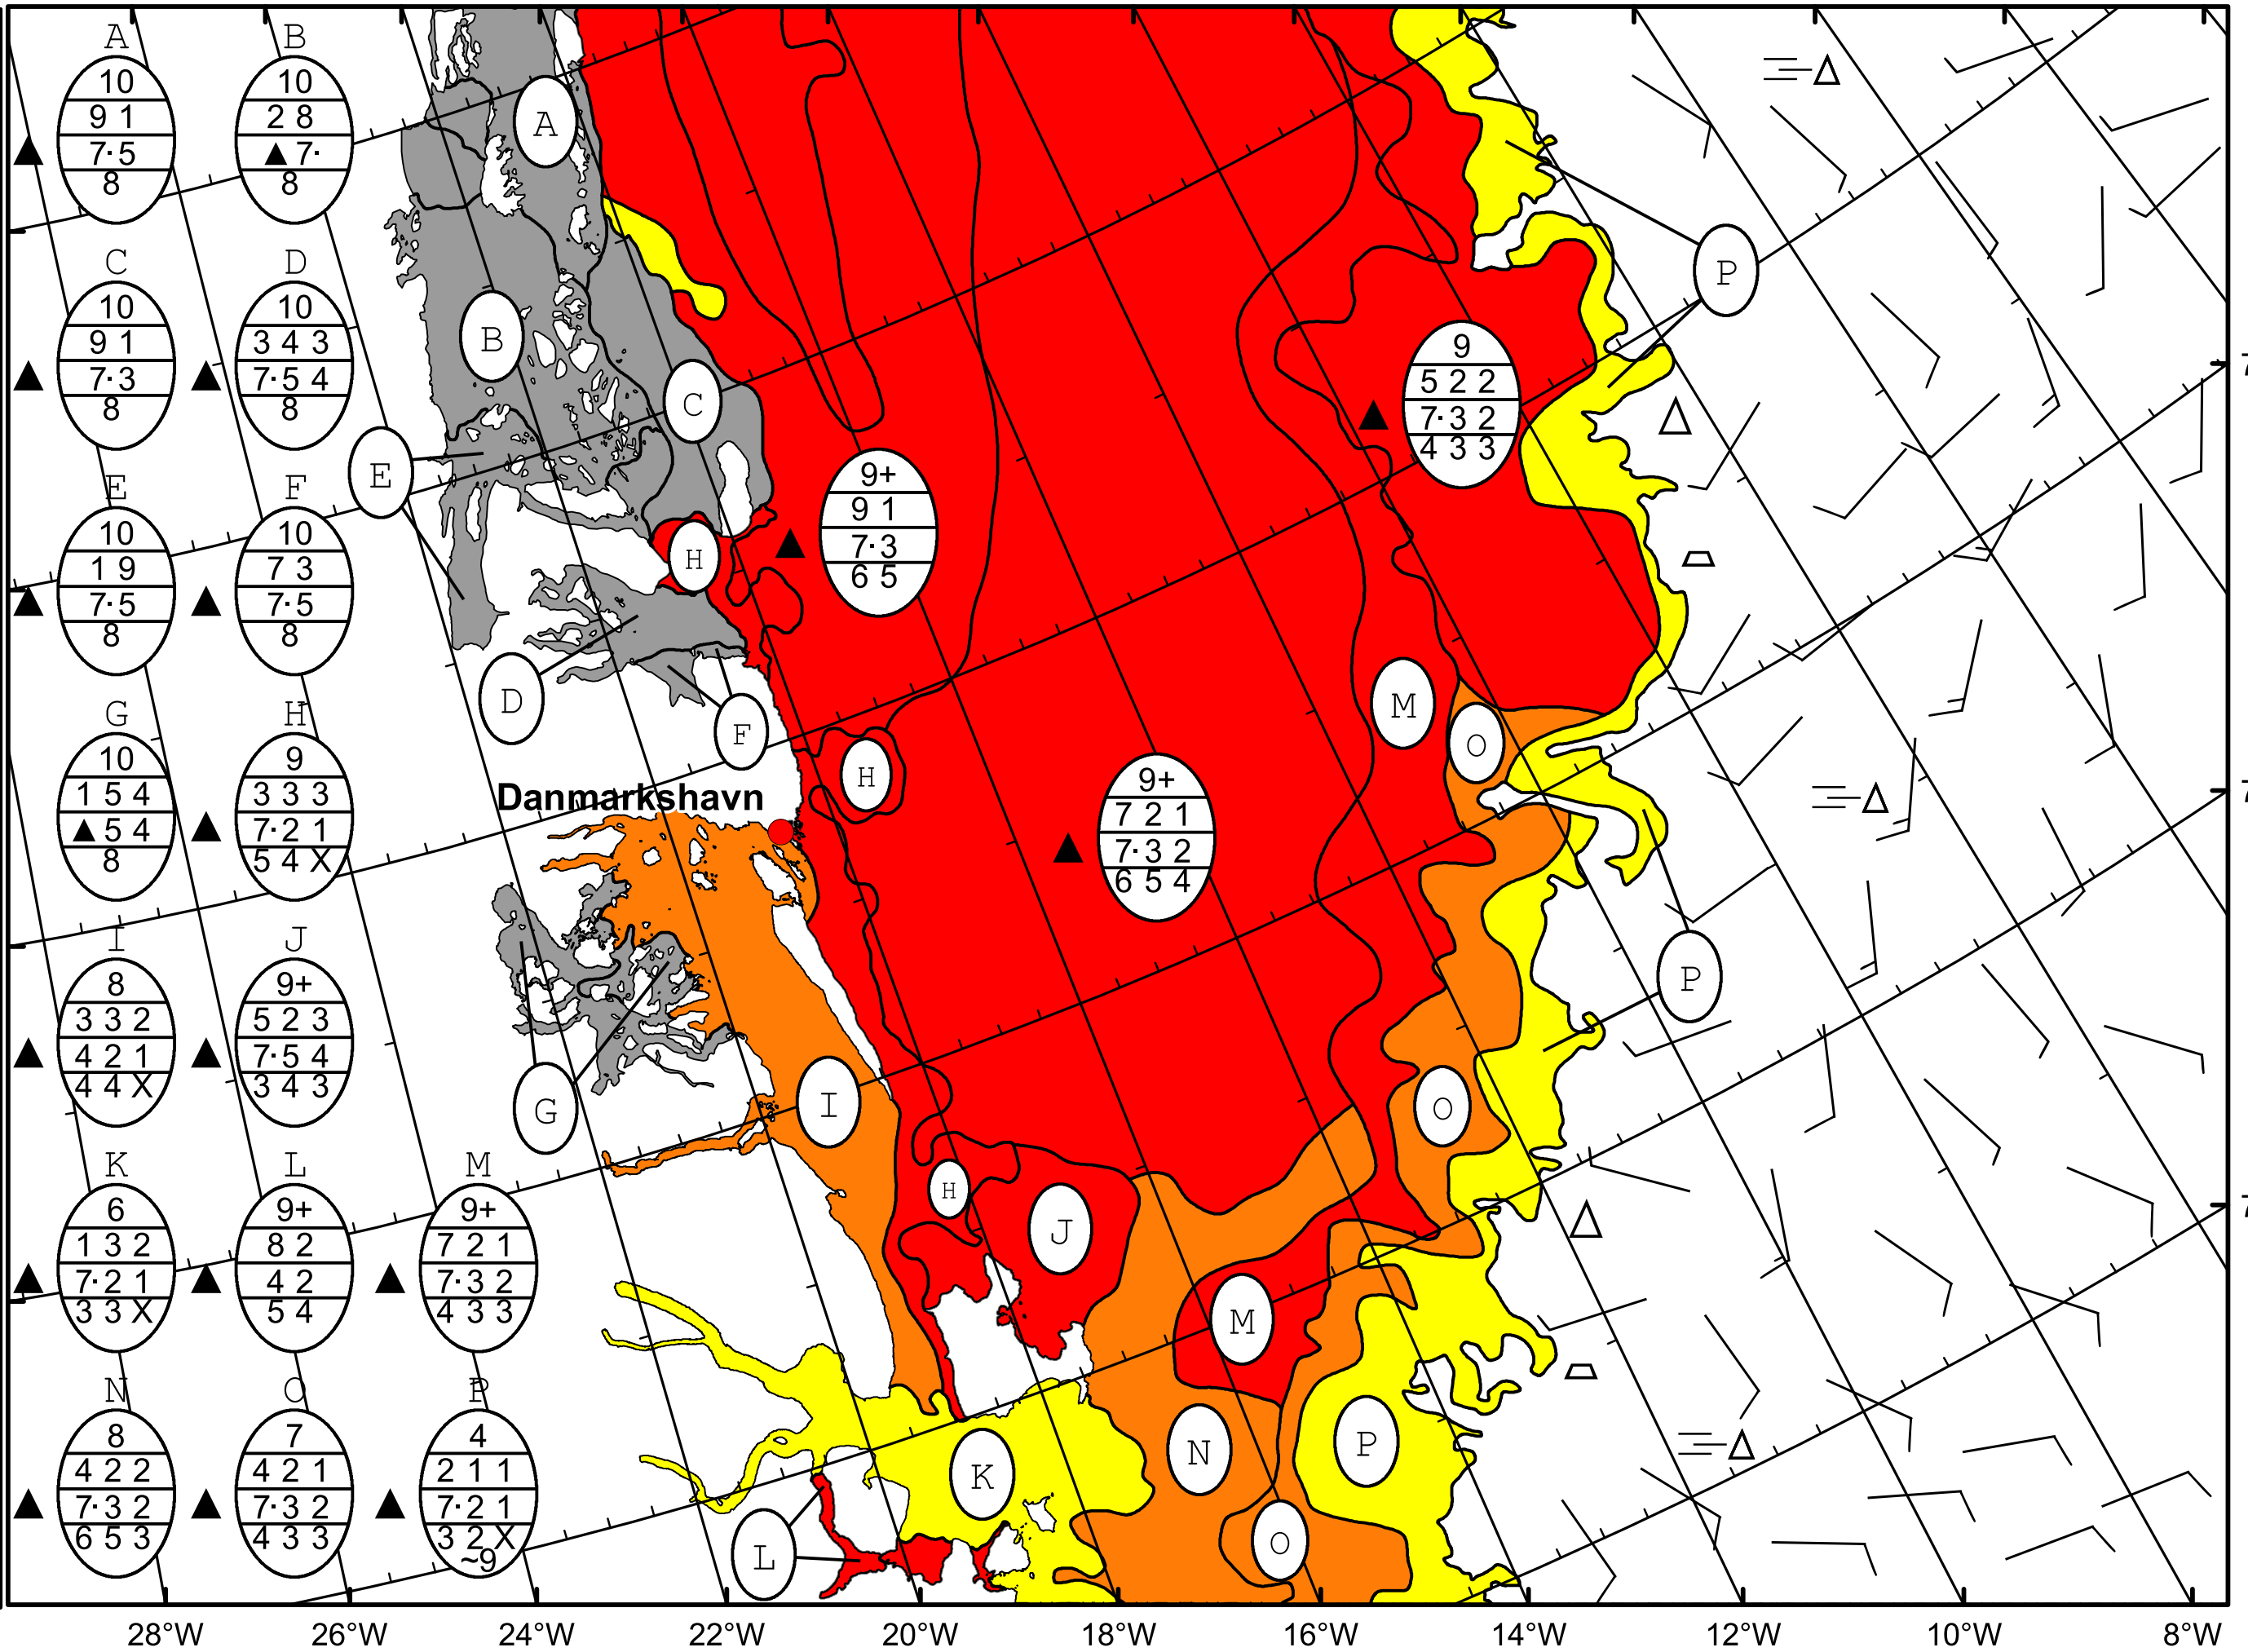 A
10
9 1
7· 5
8
B
10
2 8
▲ 7·
8
C
10
9 1
7· 3
8
D
10
3 4 3
7· 5 4
8
E
10
1 9
7· 5
8
F
10
7 3
7· 5
8
G
10
1 5 4
▲ 5 4
8
H
9
3 3 3
7· 2 1
5 4 X
I
8
3 3 2
4 2 1
4 4 X
J
9+
5 2 3
7· 5 4
3 4 3
K
6
1 3 2
7· 2 1
3 3 X
L
9+
8 2
4 2
5 4
M
9+
7 2 1
7· 3 2
4 3 3
N
8
4 2 2
7· 3 2
6 5 3
O
7
4 2 1
7· 3 2
4 3 3
P
4
2 1 1
7· 2 1
3 2 X
~9
A
B
C
E
H
D
F
P
9
5 2 2
7· 3 2
4 3 3
9+
9 1
7· 3
6 5
M
O
H
Danmarkshavn
9+
7 2 1
7· 3 2
6 5 4
P
G
I
O
H
J
M
N
P
K
L
O
7
7
7
28°W
26°W
24°W
22°W
20°W
18°W
16°W
14°W
12°W
10°W
8°W